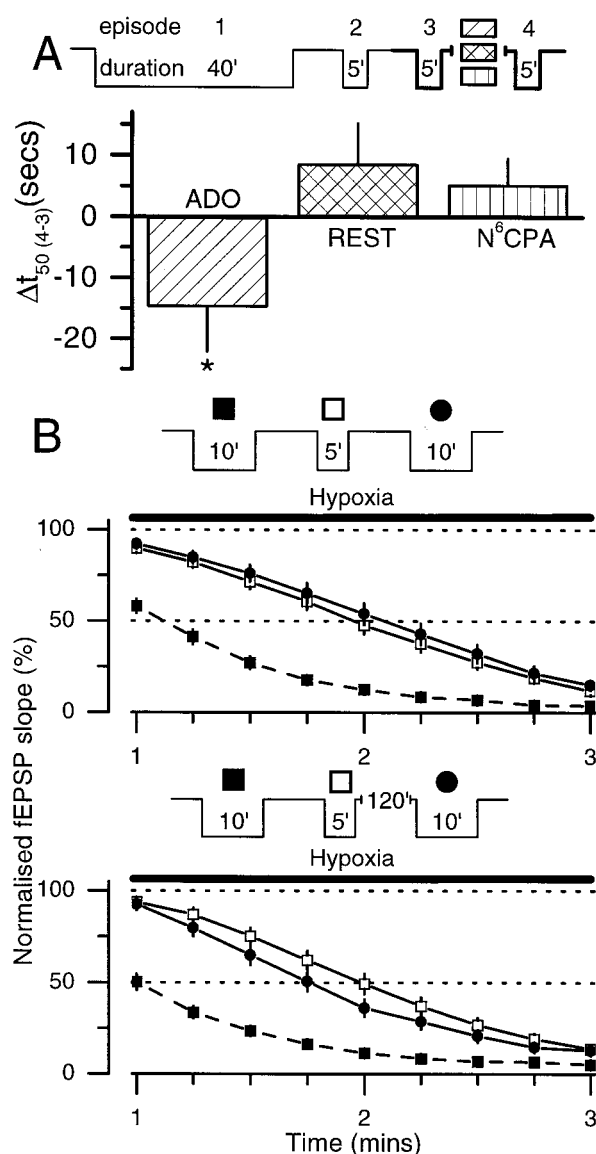 A
episode 1 2 3 4
duration 40' 5' 5' 5'
Δt50 (4-3) (secs)
10
0
-10
-20
ADO
REST
N⁶CPA
*
B
10' 5' 10'
Hypoxia
100
50
0
1 2 3
10' 5' 120' 10'
Hypoxia
100
50
0
1 2 3
Normalised fEPSP slope (%)
Time (mins)